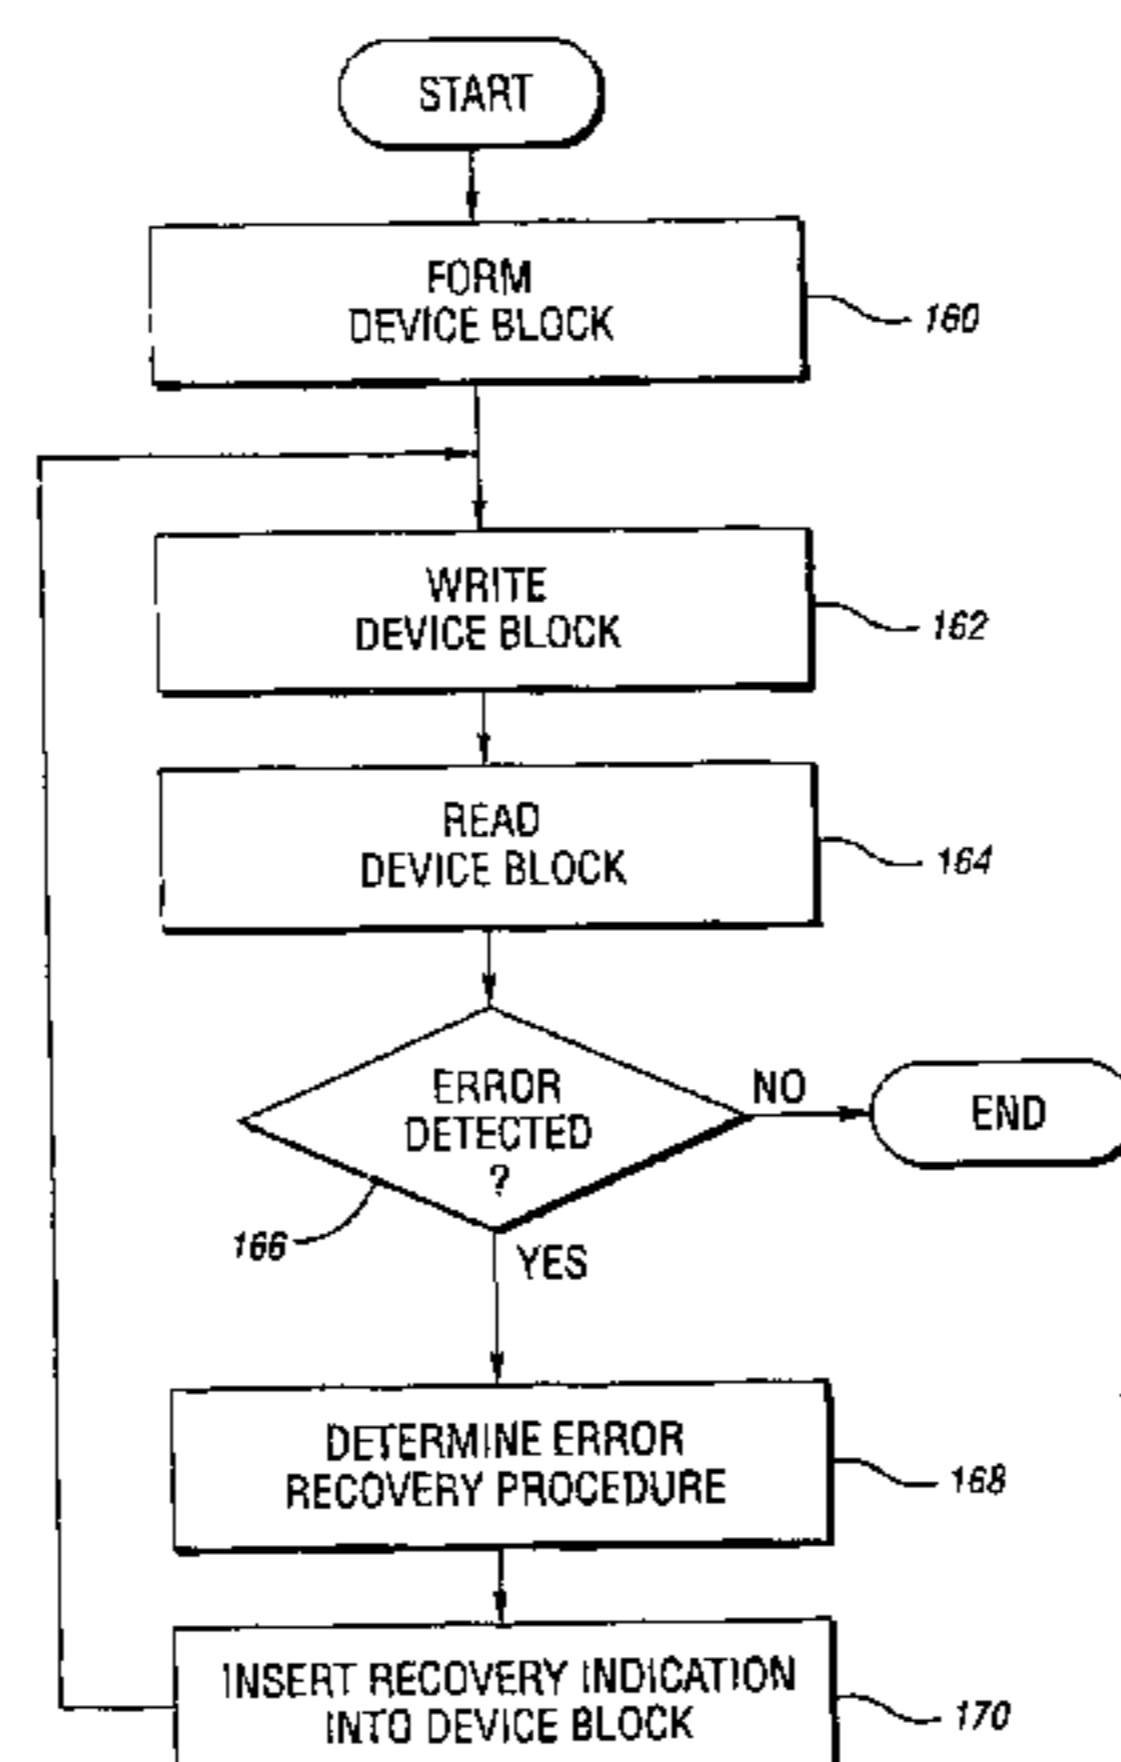 START
FORM
DEVICE BLOCK
160
WRITE
DEVICE BLOCK
162
READ
DEVICE BLOCK
164
ERROR
DETECTED
?
NO
END
166
YES
DETERMINE ERROR
RECOVERY PROCEDURE
168
INSERT RECOVERY INDICATION
INTO DEVICE BLOCK
170